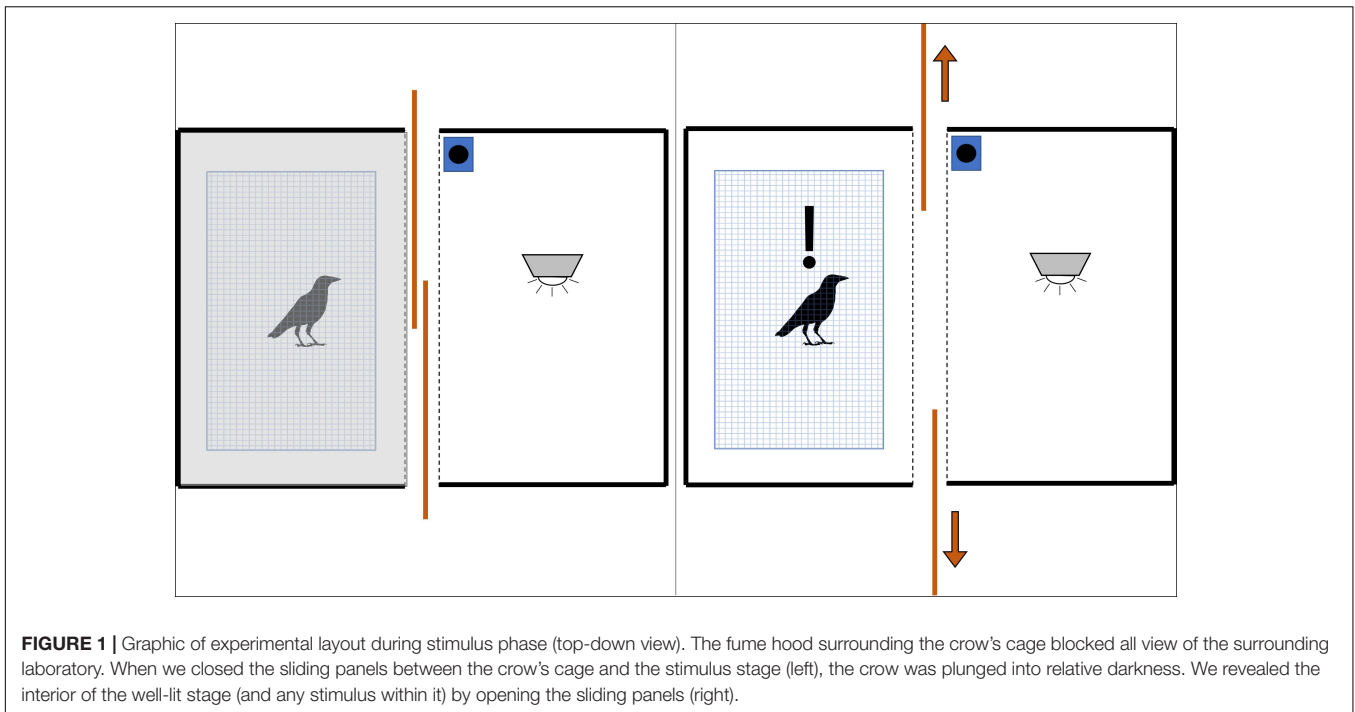 !
FIGURE 1 | Graphic of experimental layout during stimulus phase (top-down view). The fume hood surrounding the crow's cage blocked all view of the surrounding
laboratory. When we closed the sliding panels between the crow's cage and the stimulus stage (left), the crow was plunged into relative darkness. We revealed the
interior of the well-lit stage (and any stimulus within it) by opening the sliding panels (right).